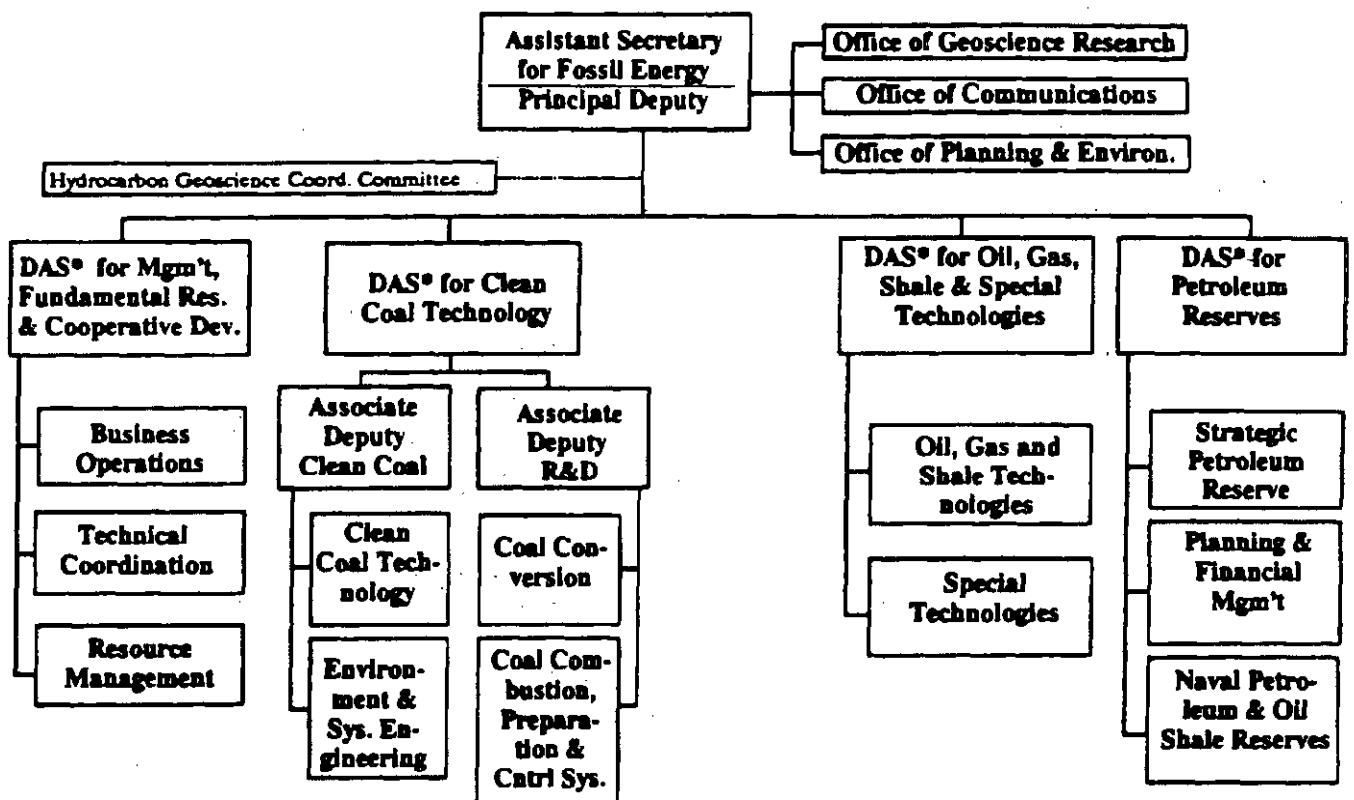 Assistant Secretary
for Fossil Energy
Principal Deputy
Office of Geoscience Research
Office of Communications
Office of Planning & Environ.
Hydrocarbon Geoscience Coord. Committee
DAS* for Mgm't,
Fundamental Res.
& Cooperative Dev.
DAS* for Clean
Coal Technology
DAS* for Oil, Gas,
Shale & Special
Technologies
DAS* for
Petroleum
Reserves
Business
Operations
Technical
Coordination
Resource
Management
Associate
Deputy
Clean Coal
Associate
Deputy
R&D
Clean
Coal Tech-
nology
Environ-
ment &
Sys. En-
gineering
Coal Con-
version
Coal Com-
bustion,
Prepara-
tion &
Cntrl Sys.
Oil, Gas and
Shale Tech-
nologies
Special
Technologies
Strategic
Petroleum
Reserve
Planning &
Financial
Mgm't
Naval Petro-
leum & Oil
Shale Reserves